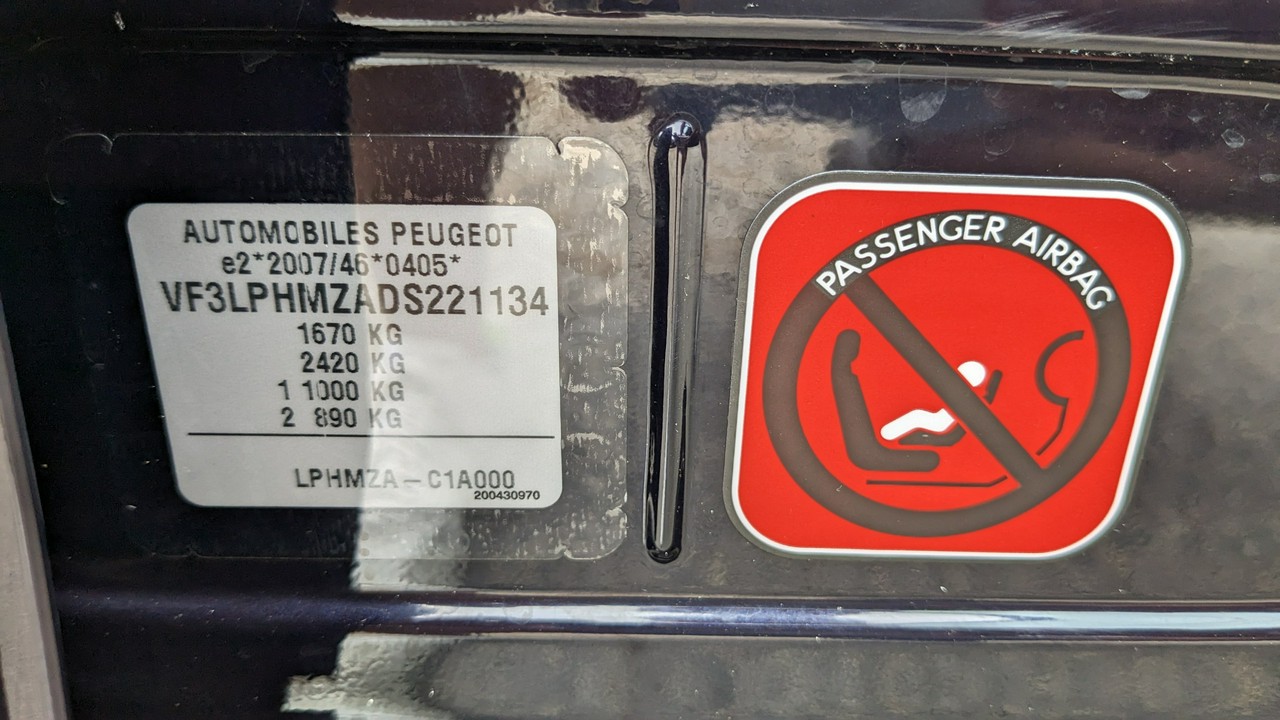 AUTOMOBILES PEUGEOT
e2*2007/46*0405*
VF3LPHMZADS221134
1670 KG
2420 KG
1 1000 KG
2 890 KG
LPHMZA – C1A000
200430970
PASSENGER AIRBAG